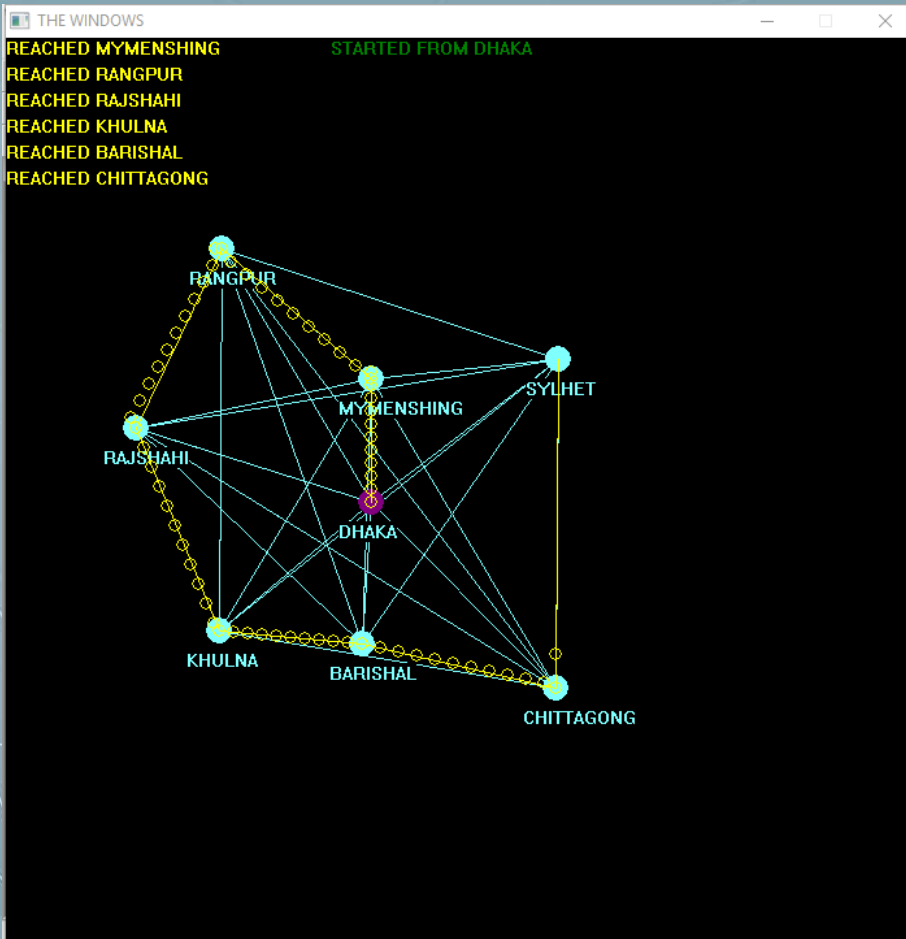 THE WINDOWS
REACHED MYMENSHING
STARTED FROM DHAKA
REACHED RANGPUR
REACHED RAJSHAHI
REACHED KHULNA
REACHED BARISHAL
REACHED CHITTAGONG
RANGPUR
SYLHET
MYMENSHING
RAJSHAHI
DHAKA
KHULNA
BARISHAL
CHITTAGONG